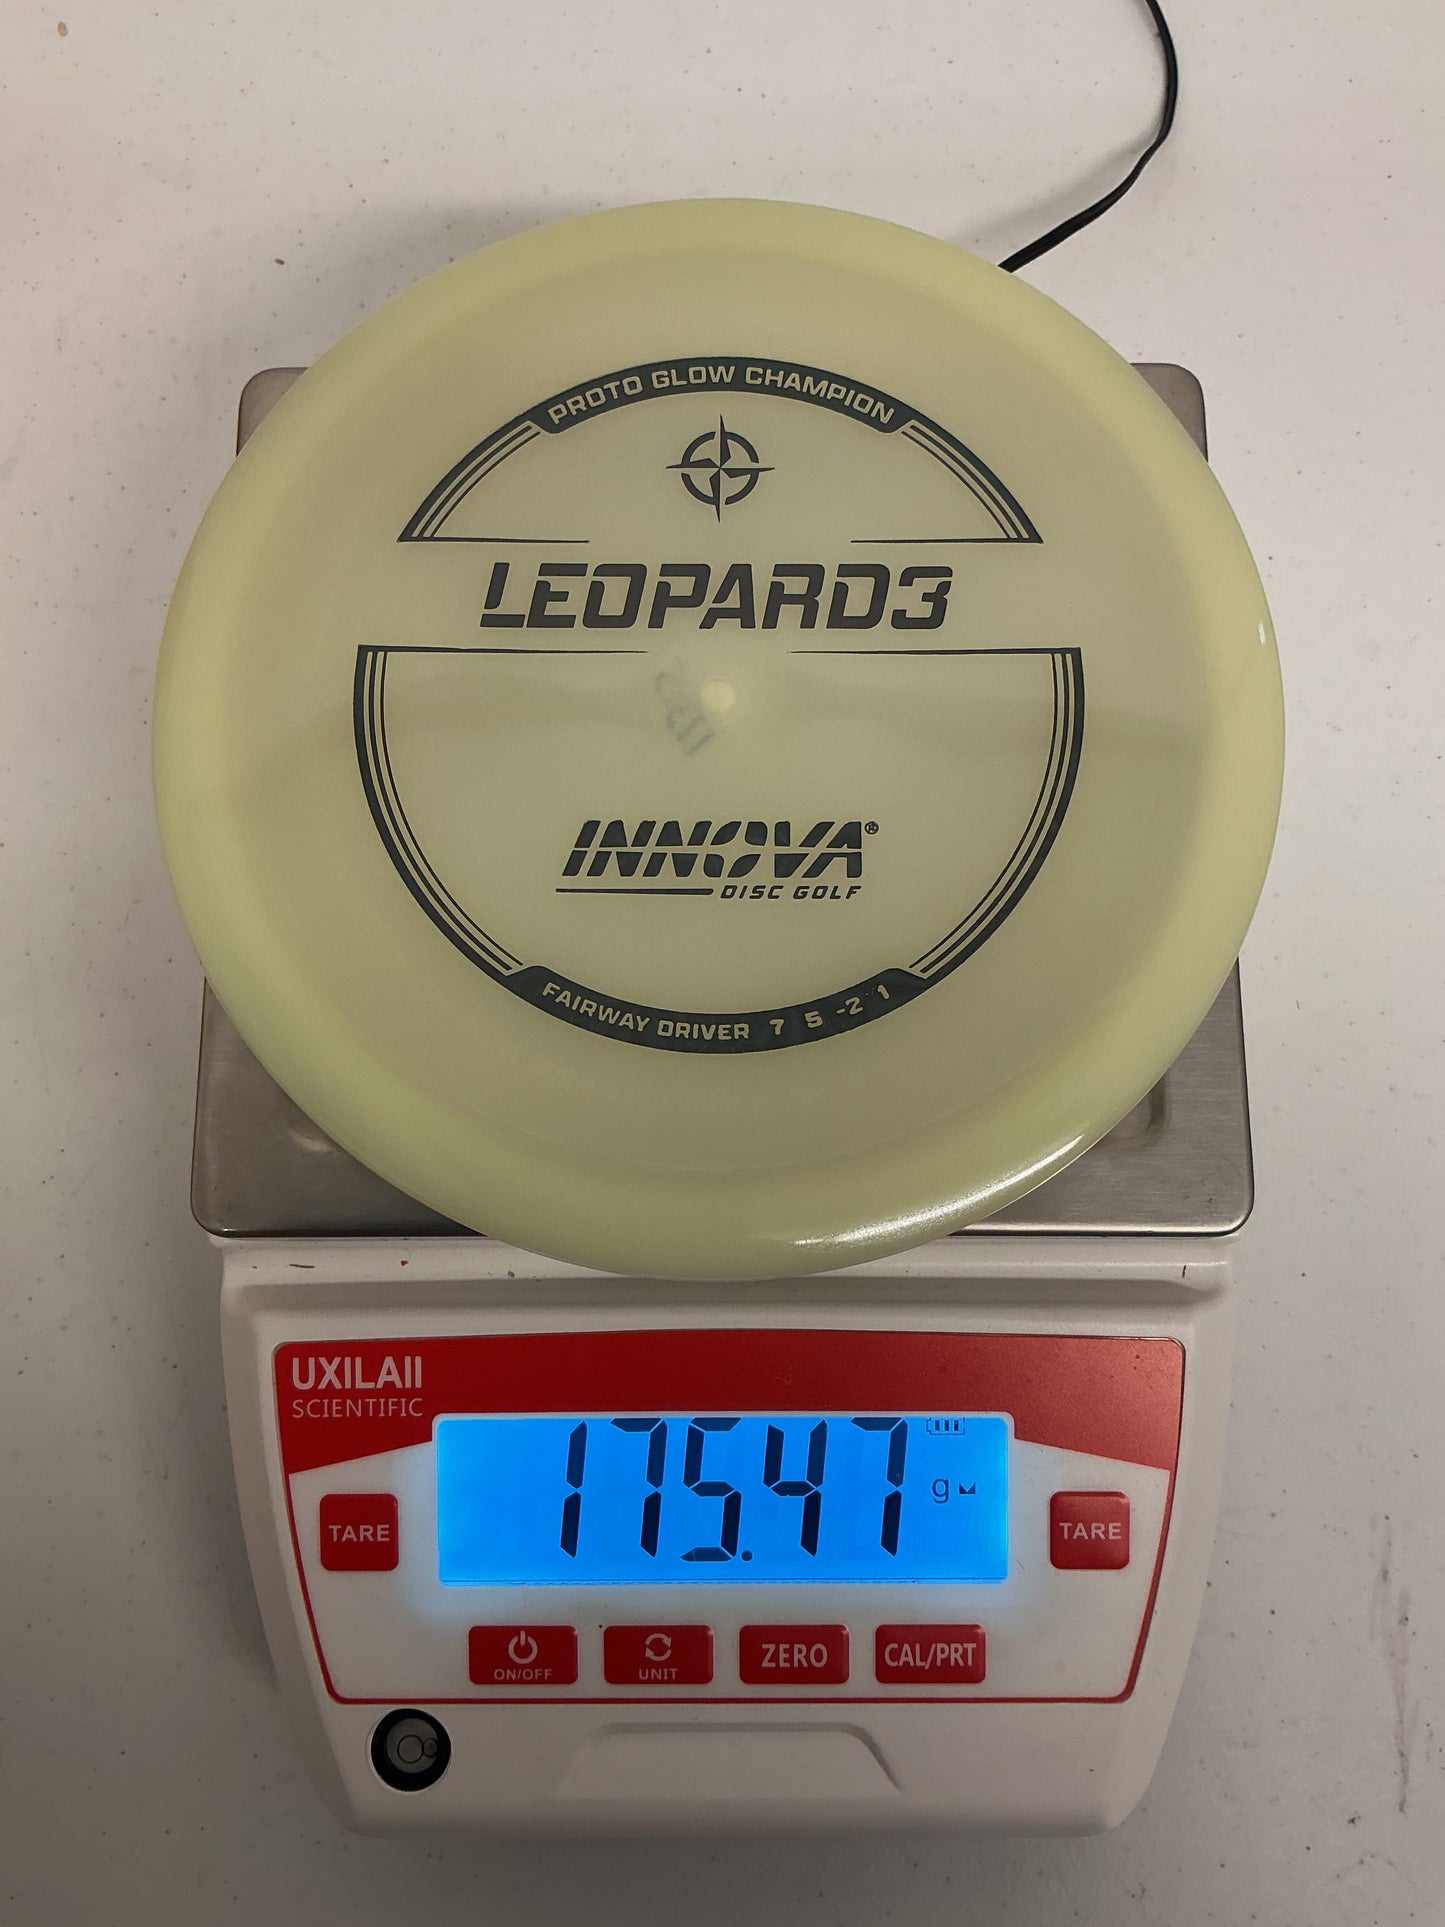 PROTO GLOW CHAMPION
LEOPARD3
INNOVA®
DISC GOLF
FAIRWAY DRIVER 7 5 -2 1
UXILAII
SCIENTIFIC
175.47 g
TARE
TARE
ON/OFF
UNIT
ZERO
CAL/PRT